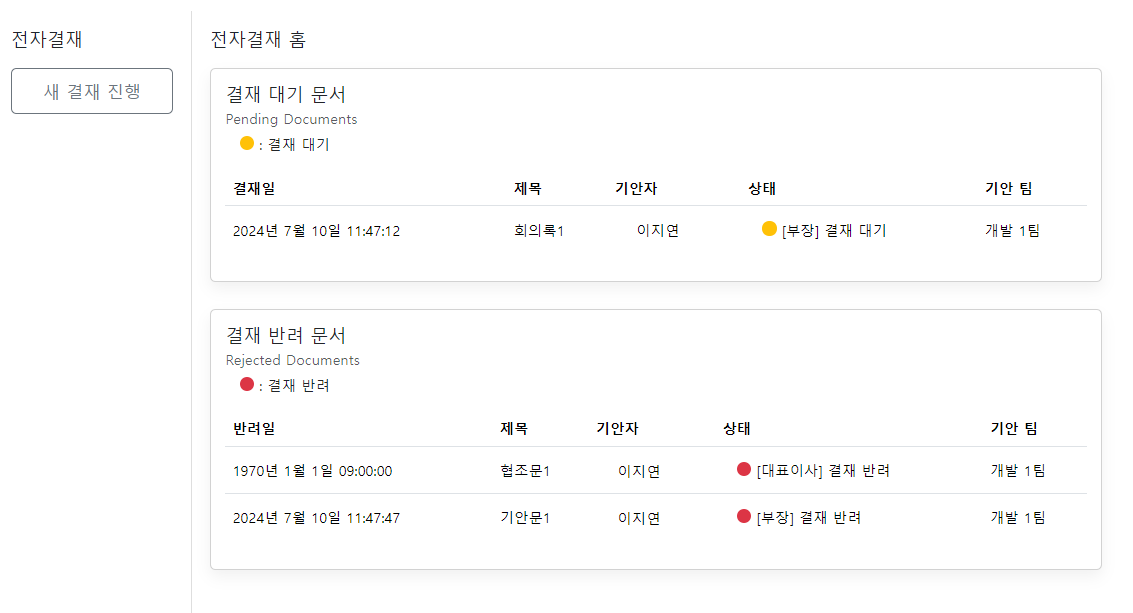 전자결재
새 결재 진행
전자결재 홈
결재 대기 문서
Pending Documents
: 결재 대기
결재일 제목 기안자 상태 기안 팀
2024년 7월 10일 11:47:12 회의록1 이지연 [부장] 결재 대기 개발 1팀
결재 반려 문서
Rejected Documents
: 결재 반려
반려일 제목 기안자 상태 기안 팀
1970년 1월 1일 09:00:00 협조문1 이지연 [대표이사] 결재 반려 개발 1팀
2024년 7월 10일 11:47:47 기안문1 이지연 [부장] 결재 반려 개발 1팀